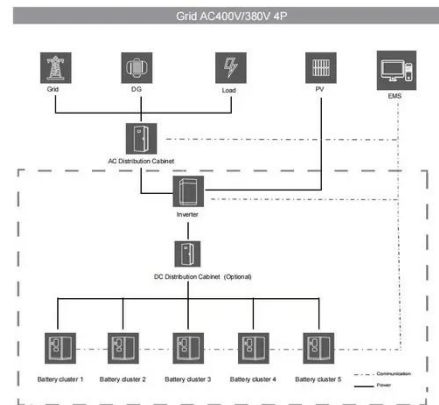 Grid AC400V/380V 4P
Grid DG Load PV EMS
AC Distribution Cabinet
Inverter
DC Distribution Cabinet (Optional)
Battery cluster 1 Battery cluster 2 Battery cluster 3 Battery cluster 4 Battery cluster 5
Communication
Power